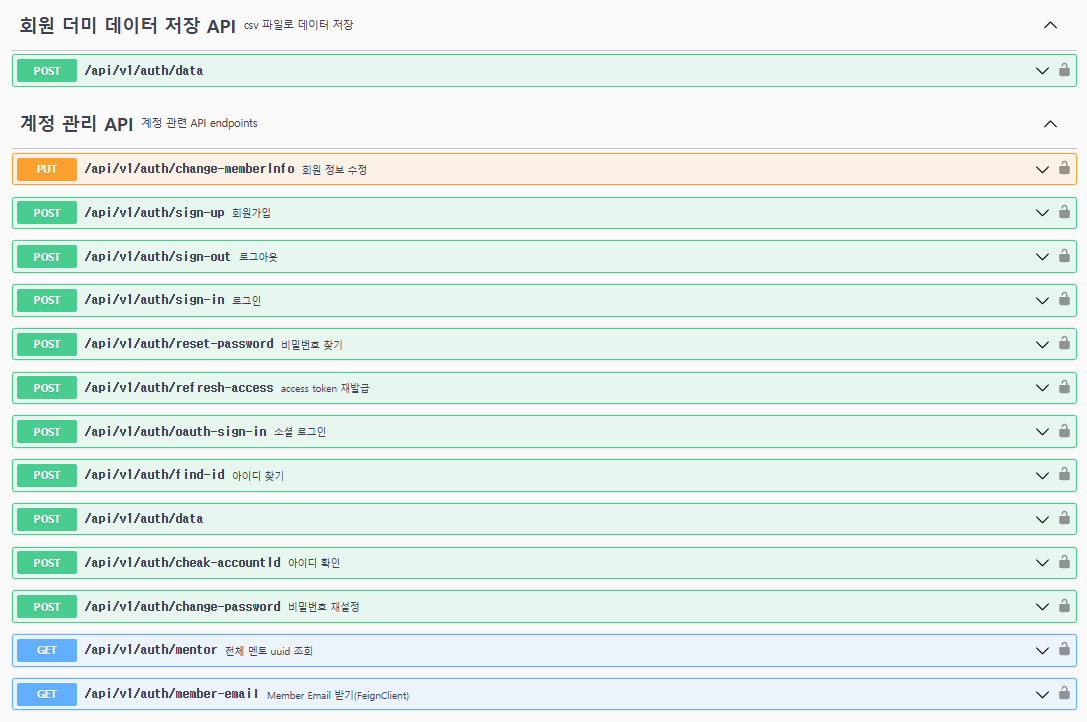 회원 더미 데이터 저장 API csv 파일로 데이터 저장
POST /api/v1/auth/data
계정 관리 API 계정 관련 API endpoints
PUT /api/v1/auth/change-memberInfo 회원 정보 수정
POST /api/v1/auth/sign-up 회원가입
POST /api/v1/auth/sign-out 로그아웃
POST /api/v1/auth/sign-in 로그인
POST /api/v1/auth/reset-password 비밀번호 찾기
POST /api/v1/auth/refresh-access access token 재발급
POST /api/v1/auth/oauth-sign-in 소셜 로그인
POST /api/v1/auth/find-id 아이디 찾기
POST /api/v1/auth/data
POST /api/v1/auth/cheak-accountId 아이디 확인
POST /api/v1/auth/change-password 비밀번호 재설정
GET /api/v1/auth/mentor 전체 멘토 uuid 조회
GET /api/v1/auth/member-email Member Email 받기(FeignClient)